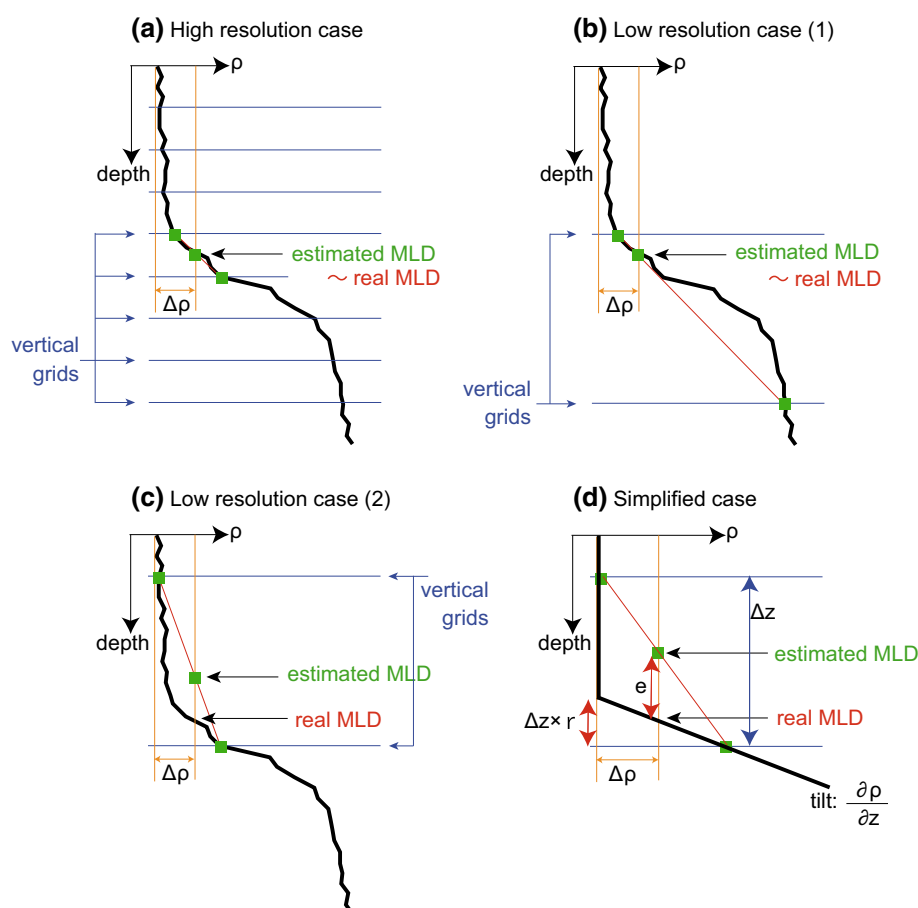 (a) High resolution case
ρ
depth
estimated MLD
～ real MLD
Δρ
vertical
grids
(b) Low resolution case (1)
ρ
depth
estimated MLD
～ real MLD
Δρ
vertical
grids
(c) Low resolution case (2)
ρ
depth
vertical
grids
estimated MLD
real MLD
Δρ
(d) Simplified case
ρ
depth
Δz
estimated MLD
e
real MLD
Δz× r
Δρ
tilt: ∂ρ
∂z